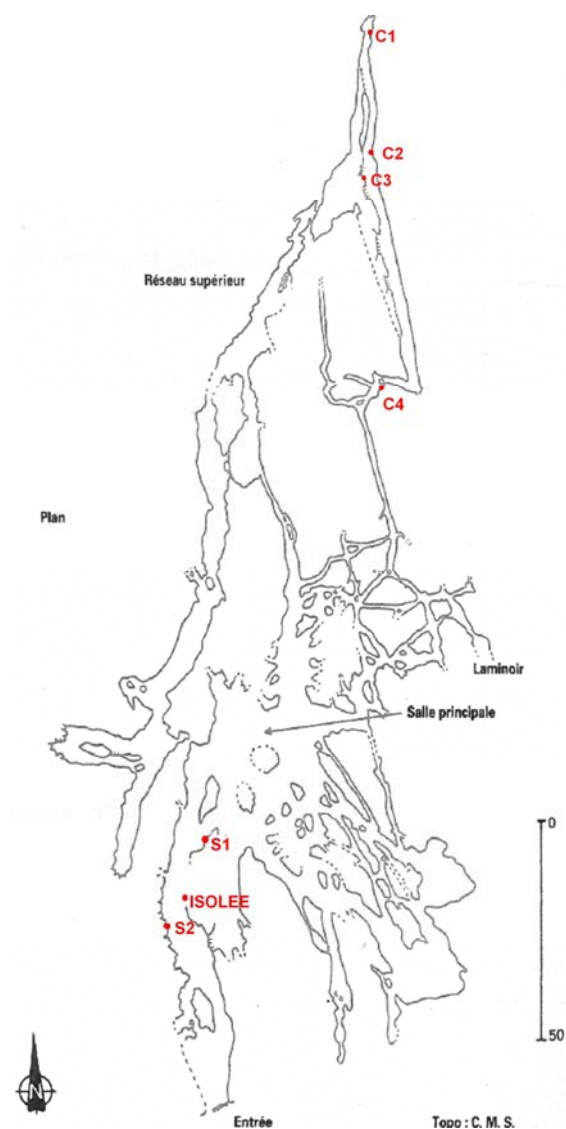 C1
C2
C3
Réseau supérieur
C4
Plan
Laminoir
Salle principale
0
S1
ISOLEE
S2
50
N
Entrée
Topo : C. M. S.